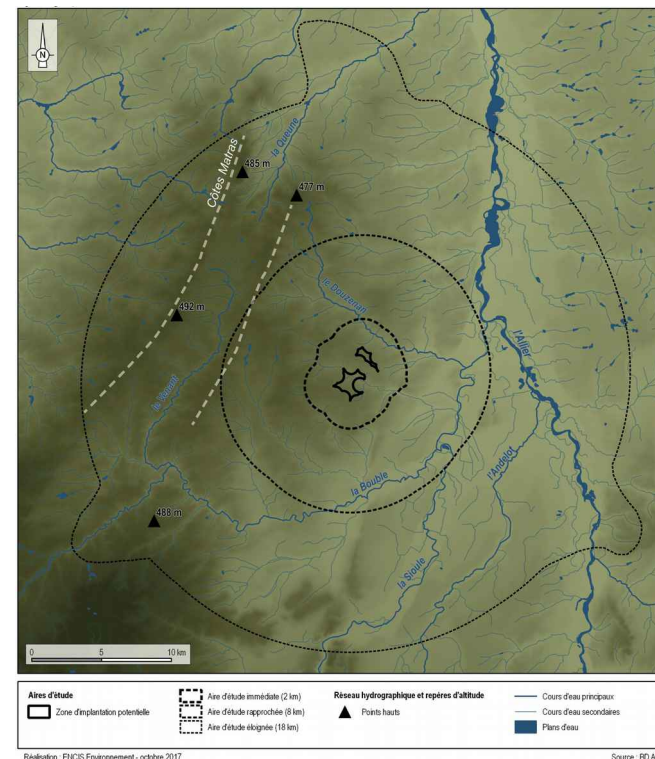 N
Côtes Matras
la Queune
485 m
477 m
le Douzenan
492 m
l'Allier
l'Andelot
la Bouble
488 m
la Sioule
0 5 10 km
Aires d'étude
Zone d'implantation potentielle
Aire d'étude immédiate (2 km)
Aire d'étude rapprochée (8 km)
Aire d'étude éloignée (18 km)
Réseau hydrographique et repères d'altitude
Points hauts
Cours d'eau principaux
Cours d'eau secondaires
Plans d'eau
Réalisation : ENCIS Environnement - octobre 2017
Source : BD A